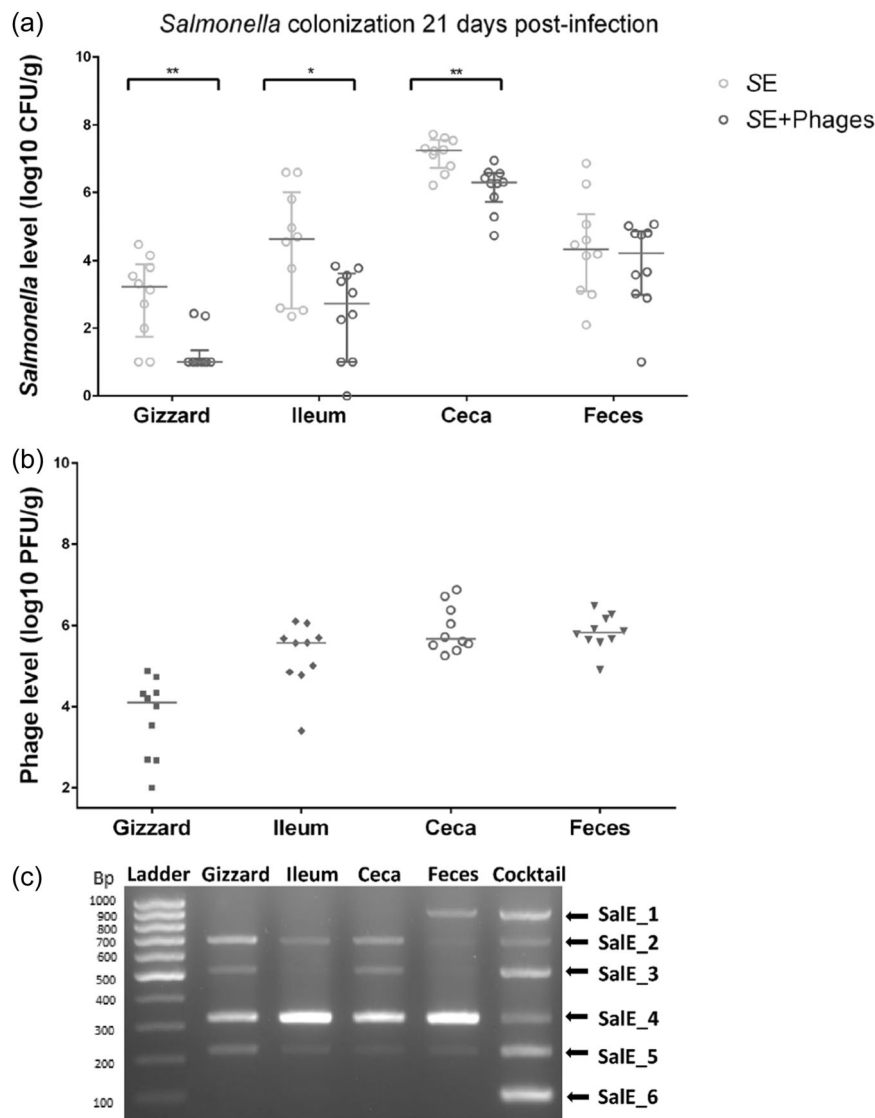 (a)
Salmonella colonization 21 days post-infection
Salmonella level (log10 CFU/g)
10
8
6
4
2
0
**
*
**
SE
SE+Phages
Gizzard Ileum Ceca Feces
(b)
Phage level (log10 PFU/g)
10
8
6
4
2
Gizzard Ileum Ceca Feces
(c)
Bp Ladder Gizzard Ileum Ceca Feces Cocktail
1000
900
800
700
600
500
400
300
200
100
SalE_1
SalE_2
SalE_3
SalE_4
SalE_5
SalE_6